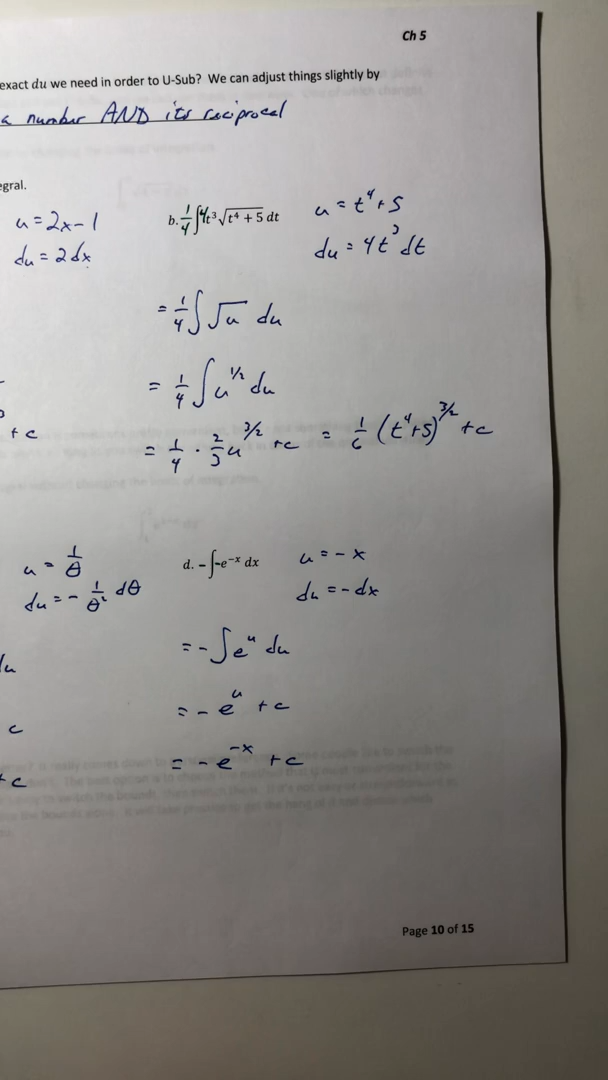 Ch 5
exact du we need in order to U-Sub? We can adjust things slightly by
a number AND its reciprocal
egral.
u = 2x - 1
du = 2dx
b. 1/4 ∫ 4t³ √(t⁴ + 5) dt
u = t⁴ + 5
du = 4t³ dt
= 1/4 ∫ √u du
= 1/4 ∫ u^(1/2) du
+ c
= 1/4 · 2/3 u^(3/2) + c = 1/6 (t⁴+5)^(3/2) + c
u = 1/θ
du = - 1/θ² dθ
d. - ∫ -e^(-x) dx
u = - x
du = - dx
du
= - ∫ e^u du
= - e^u + c
c
= - e^(-x) + c
+ c
Page 10 of 15